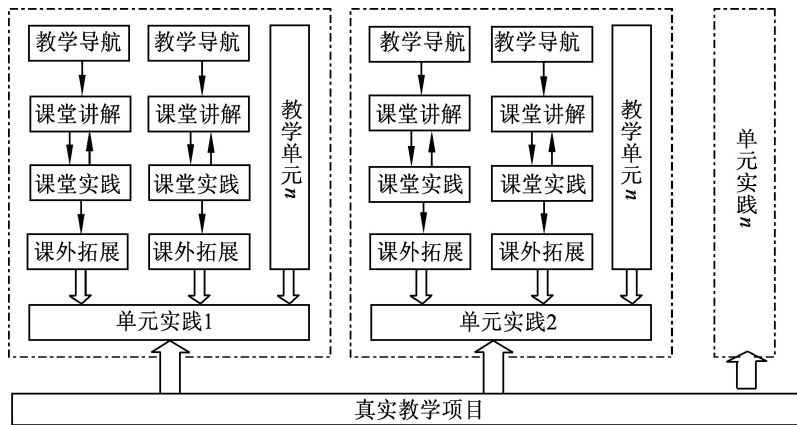 教学导航
课堂讲解
课堂实践
课外拓展
教学导航
课堂讲解
课堂实践
课外拓展
教学单元n
单元实践1
教学导航
课堂讲解
课堂实践
课外拓展
教学导航
课堂讲解
课堂实践
课外拓展
教学单元n
单元实践2
单元实践n
真实教学项目